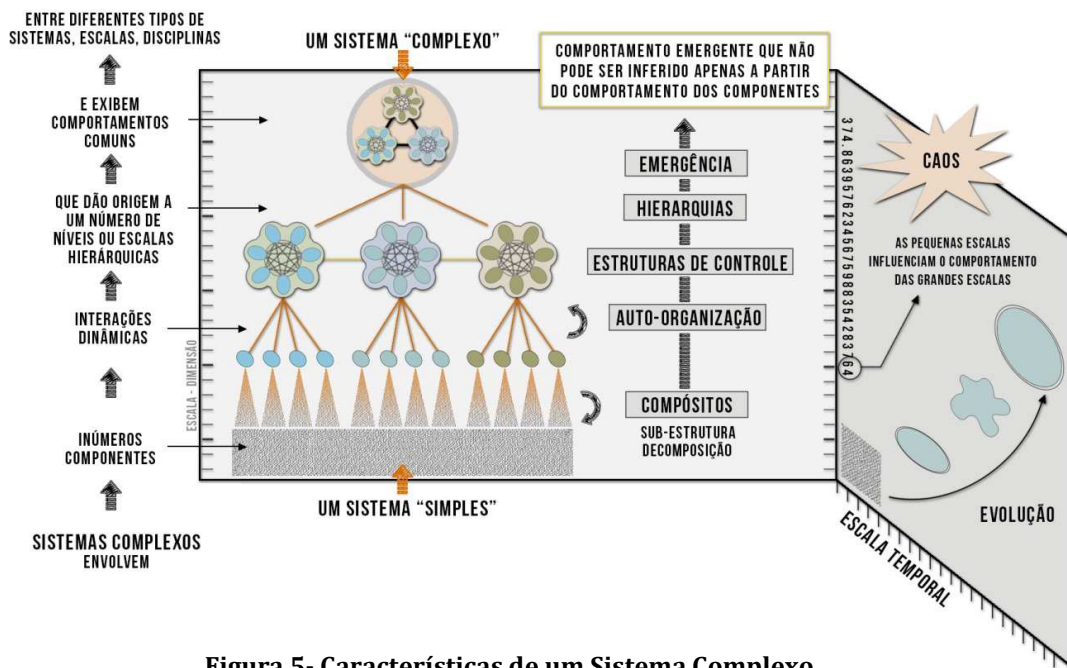 ENTRE DIFERENTES TIPOS DE
SISTEMAS, ESCALAS, DISCIPLINAS
E EXIBEM
COMPORTAMENTOS
COMUNS
QUE DÃO ORIGEM A
UM NÚMERO DE
NÍVEIS OU ESCALAS
HIERÁRQUICAS
INTERAÇÕES
DINÂMICAS
INÚMEROS
COMPONENTES
SISTEMAS COMPLEXOS
ENVOLVEM
UM SISTEMA “COMPLEXO”
ESCALA - DIMENSÃO
UM SISTEMA “SIMPLES”
COMPORTAMENTO EMERGENTE QUE NÃO
PODE SER INFERIDO APENAS A PARTIR
DO COMPORTAMENTO DOS COMPONENTES
EMERGÊNCIA
HIERARQUIAS
ESTRUTURAS DE CONTROLE
AUTO-ORGANIZAÇÃO
COMPÓSITOS
SUB-ESTRUTURA
DECOMPOSIÇÃO
374.86395762345675988354283764
CAOS
AS PEQUENAS ESCALAS
INFLUENCIAM O COMPORTAMENTO
DAS GRANDES ESCALAS
EVOLUÇÃO
ESCALA TEMPORAL
Figura 5- Características de um Sistema Complexo